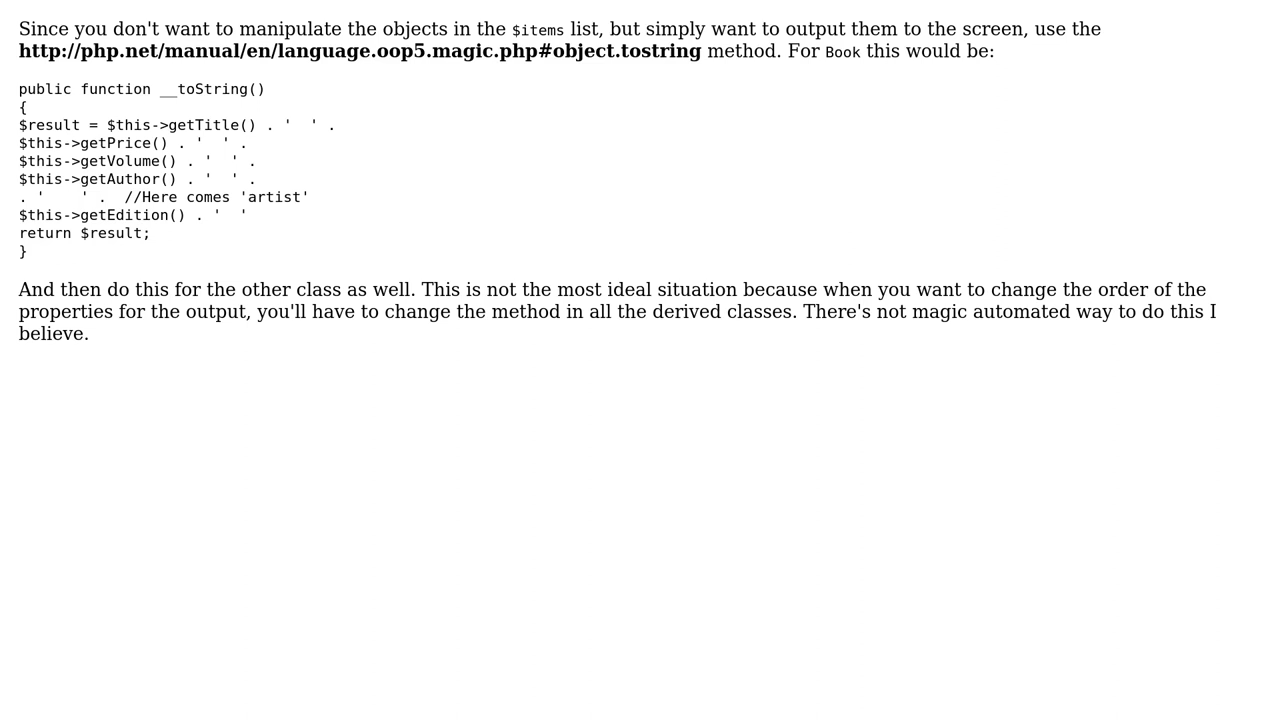 Since you don't want to manipulate the objects in the $items list, but simply want to output them to the screen, use the
http://php.net/manual/en/language.oop5.magic.php#object.tostring method. For Book this would be:
public function __toString()
{
$result = $this->getTitle() . '  ' .
$this->getPrice() . '  ' .
$this->getVolume() . '  ' .
$this->getAuthor() . '  ' .
. '    ' .  //Here comes 'artist'
$this->getEdition() . '  '
return $result;
}
And then do this for the other class as well. This is not the most ideal situation because when you want to change the order of the
properties for the output, you'll have to change the method in all the derived classes. There's not magic automated way to do this I
believe.